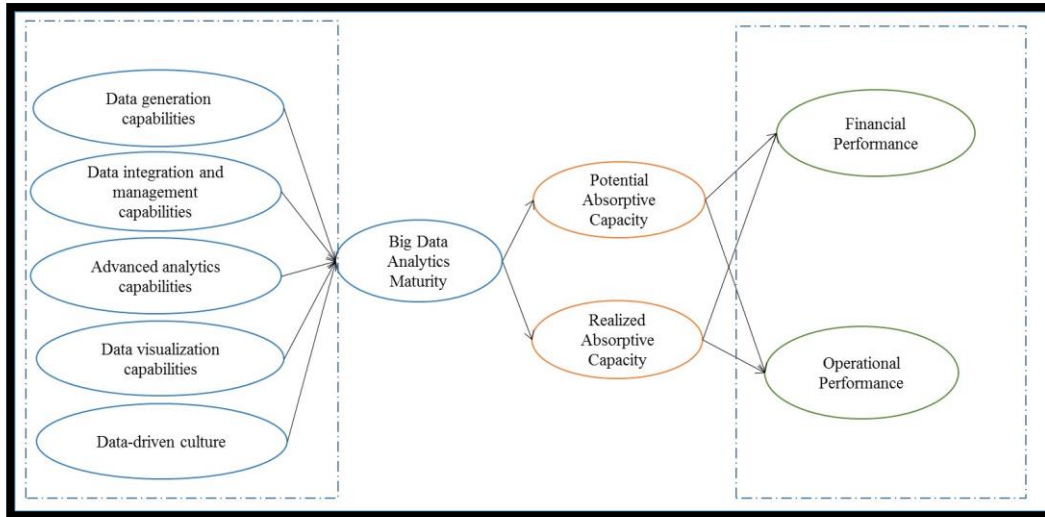 Data generation
capabilities
Data integration and
management
capabilities
Advanced analytics
capabilities
Data visualization
capabilities
Data-driven culture
Big Data
Analytics
Maturity
Potential
Absorptive
Capacity
Realized
Absorptive
Capacity
Financial
Performance
Operational
Performance